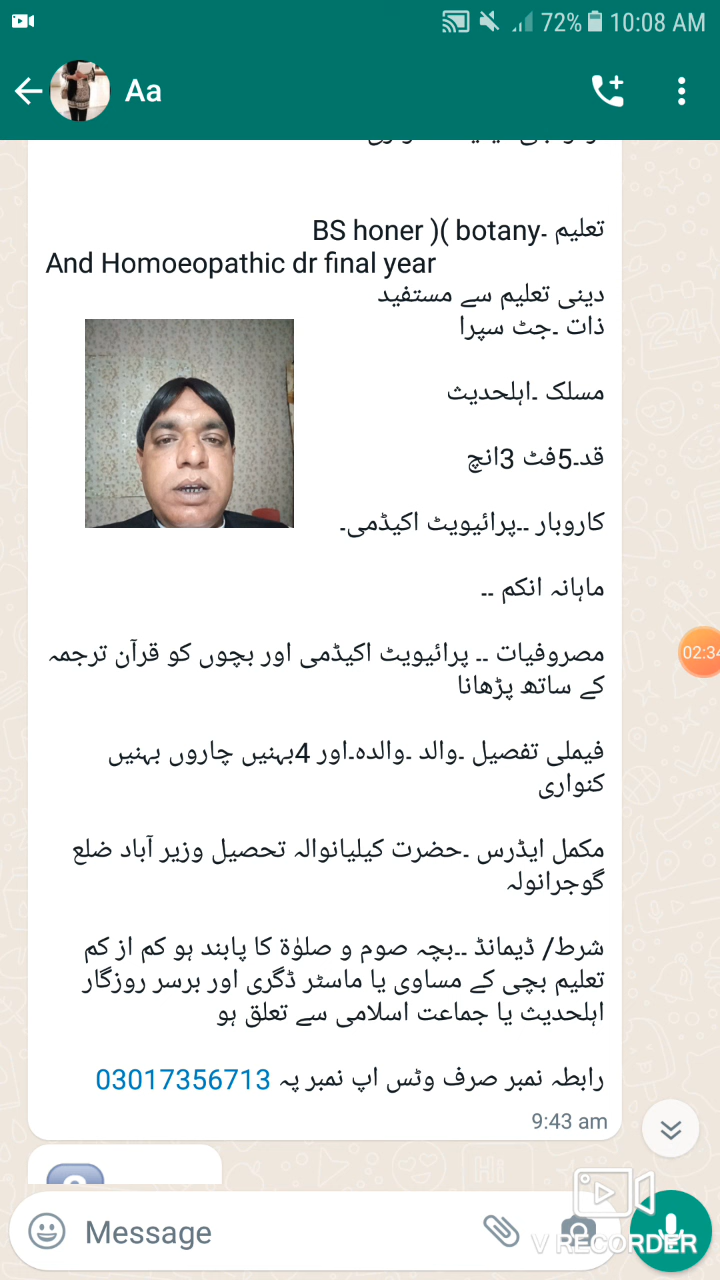 72% 10:08 AM
Aa
تعلیم ۔BS honer )( botany
And Homoeopathic dr final year
دینی تعلیم سے مستفید
ذات ۔جٹ سپرا
مسلک ۔اہلحدیث
قد۔5فٹ 3انچ
کاروبار ۔۔پرائیویٹ اکیڈمی۔
ماہانہ انکم ۔۔
مصروفیات ۔۔ پرائیویٹ اکیڈمی اور بچوں کو قرآن ترجمہ
کے ساتھ پڑھانا
فیملی تفصیل ۔والد ۔والدہ۔اور 4بہنیں چاروں بہنیں
کنواری
مکمل ایڈرس ۔حضرت کیلیانوالہ تحصیل وزیر آباد ضلع
گوجرانولہ
شرط/ ڈیمانڈ ۔۔بچہ صوم و صلوٰۃ کا پابند ہو کم از کم
تعلیم بچی کے مساوی یا ماسٹر ڈگری اور برسر روزگار
اہلحدیث یا جماعت اسلامی سے تعلق ہو
رابطہ نمبر صرف وٹس اپ نمبر پہ 03017356713
9:43 am
02:34
Message
V RECORDER